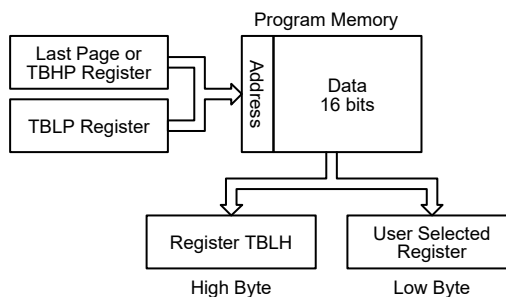 Program Memory
Last Page or
TBHP Register
TBLP Register
Address
Data
16 bits
Register TBLH
User Selected
Register
High Byte
Low Byte